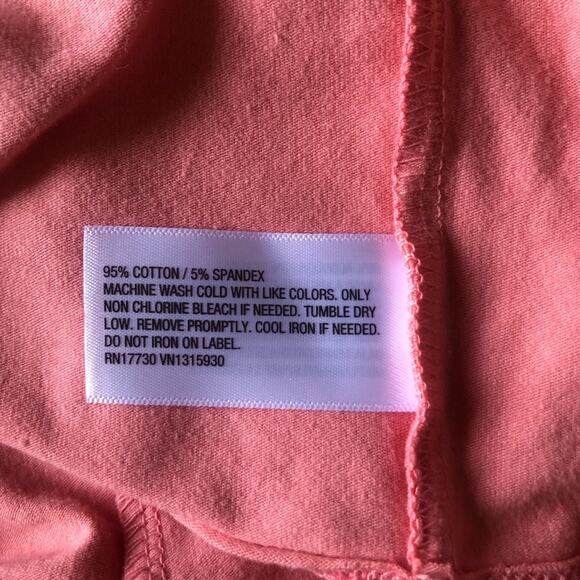 95% COTTON / 5% SPANDEX
MACHINE WASH COLD WITH LIKE COLORS. ONLY
NON CHLORINE BLEACH IF NEEDED. TUMBLE DRY
LOW. REMOVE PROMPTLY. COOL IRON IF NEEDED.
DO NOT IRON ON LABEL.
RN17730 VN1315930